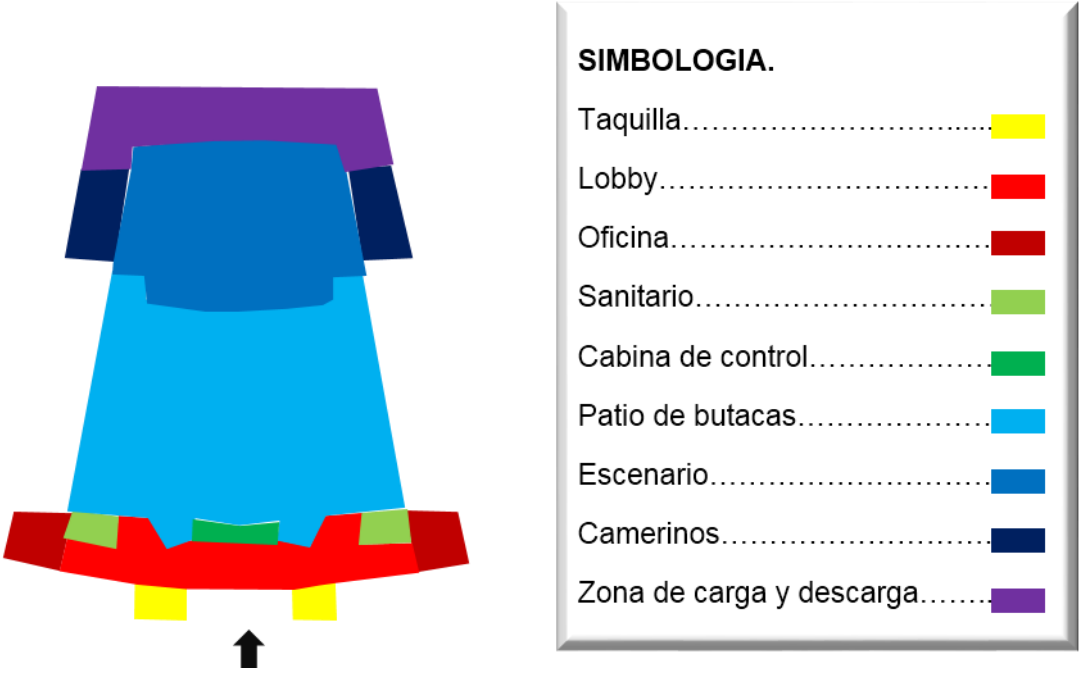 SIMBOLOGIA.
Taquilla…………………………......
Lobby………………………………
Oficina……………………………..
Sanitario…………………………..
Cabina de control………………...
Patio de butacas………………….
Escenario………………………….
Camerinos…………………………
Zona de carga y descarga……...